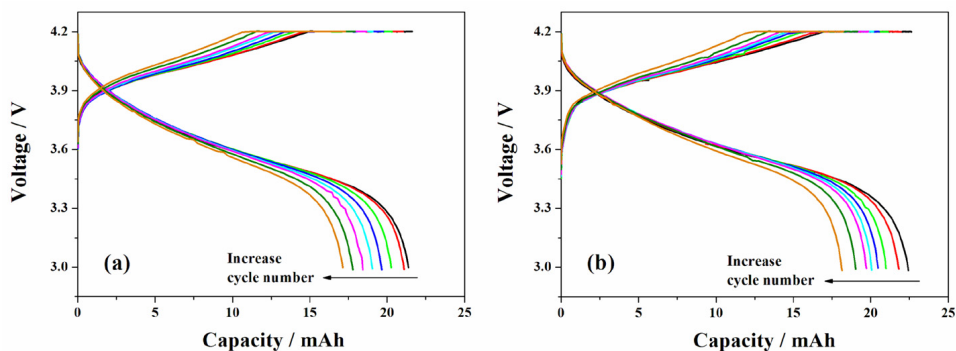 4.2
3.9
3.6
3.3
3.0
Voltage / V
(a)
Increase
cycle number
0
5
10
15
20
25
Capacity / mAh
4.2
3.9
3.6
3.3
3.0
Voltage / V
(b)
Increase
cycle number
0
5
10
15
20
25
Capacity / mAh